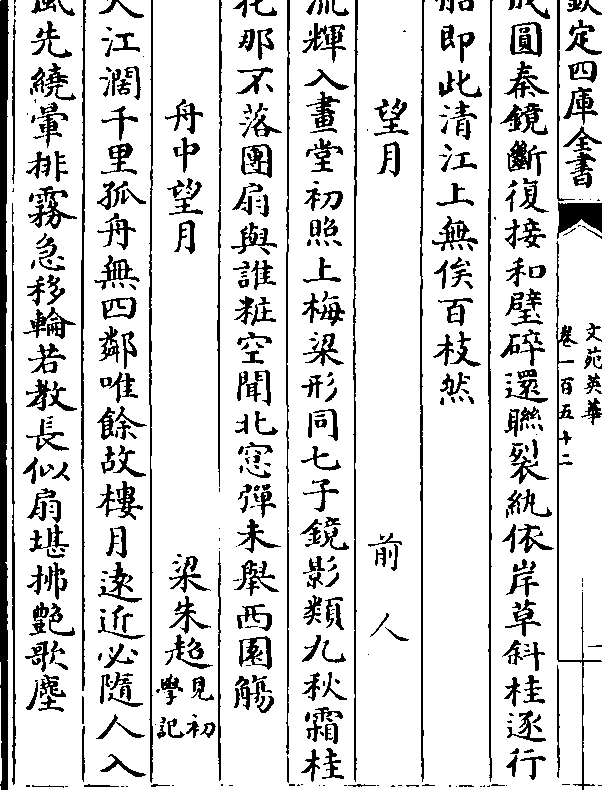 欽定四庫全書
文苑英華
卷一百五十二
成圓秦鏡斷復接和璧碎還聯裂紈依岸草斜桂逐行
船即此清江上無俟百枝然
望月 前人
流輝入畫堂初照上梅梁形同七子鏡影類九秋霜桂
花那不落團扇與誰粧空聞北窓彈未舉西園觴
舟中望月 梁朱超見初學記
大江濶千里孤舟無四鄰唯餘故樓月遠近必隨人入
風先繞暈排霧急移輪若教長似扇堪拂艶歌塵